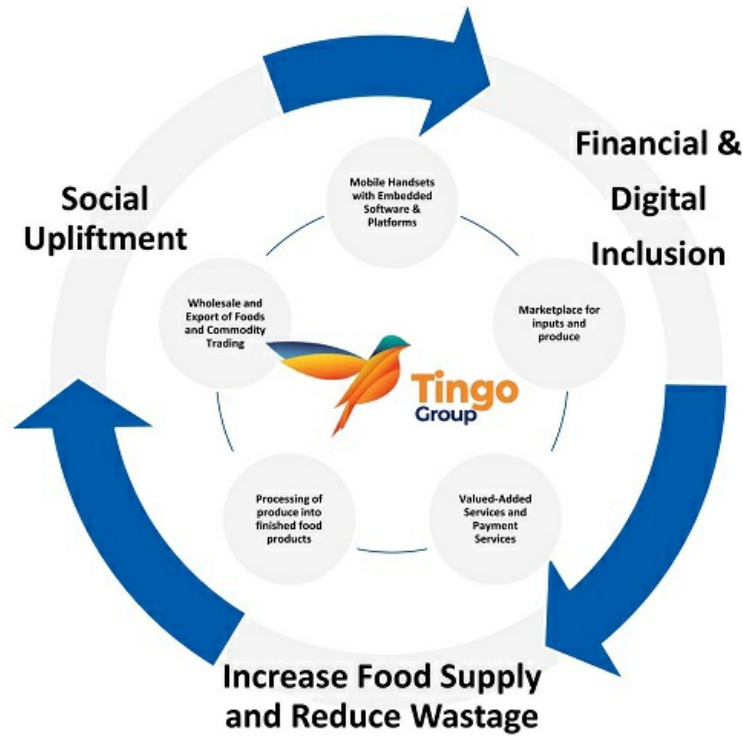 Social
Upliftment
Financial &
Digital
Inclusion
Mobile Handsets
with Embedded
Software &
Platforms
Wholesale and
Export of Foods
and Commodity
Trading
Marketplace for
inputs and
produce
Tingo
Group
Processing of
produce into
finished food
products
Valued-Added
Services and
Payment
Services
Increase Food Supply
and Reduce Wastage